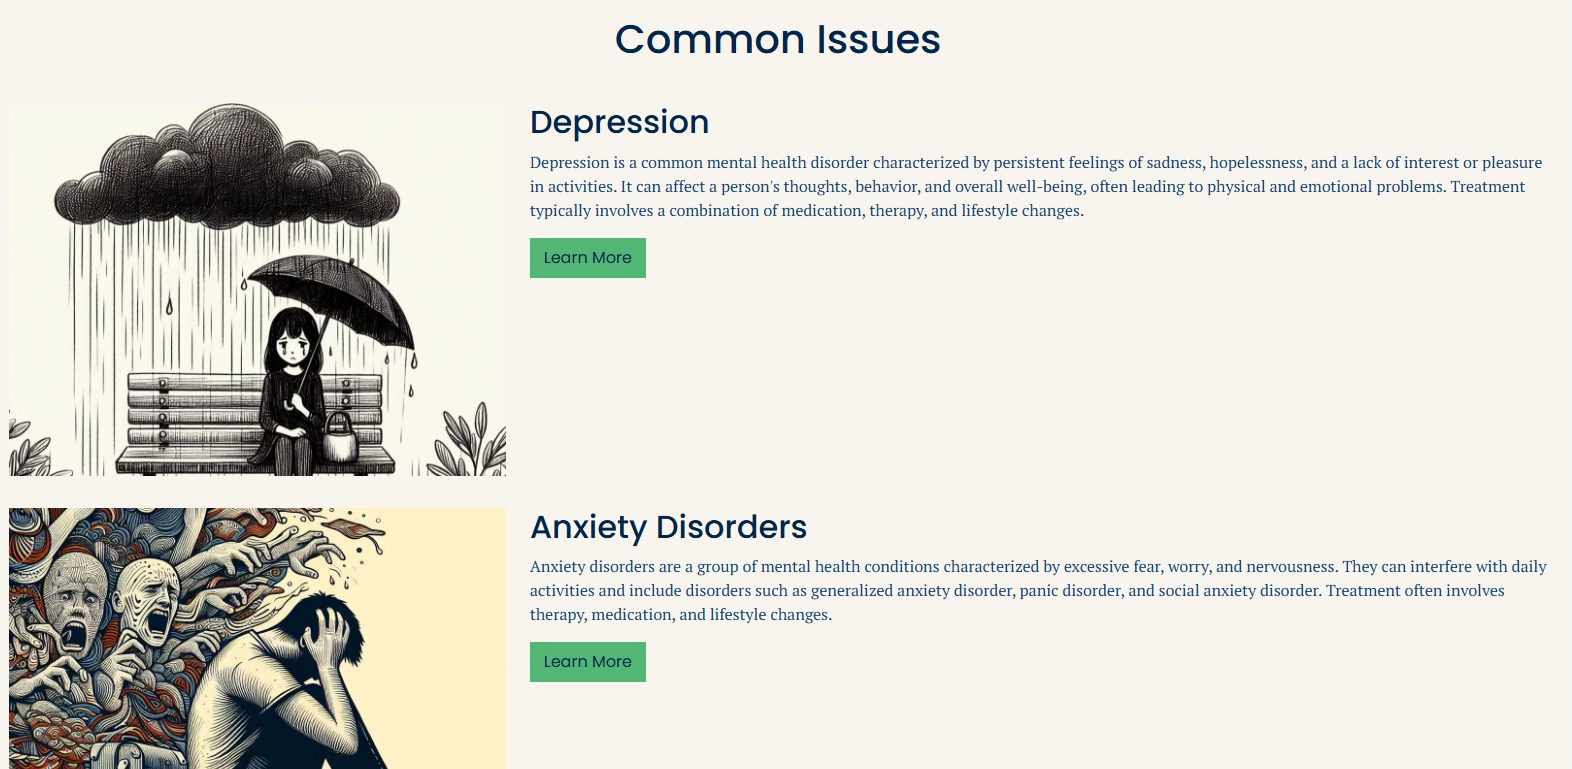 Common Issues
Depression
Depression is a common mental health disorder characterized by persistent feelings of sadness, hopelessness, and a lack of interest or pleasure
in activities. It can affect a person's thoughts, behavior, and overall well-being, often leading to physical and emotional problems. Treatment
typically involves a combination of medication, therapy, and lifestyle changes.
Learn More
Anxiety Disorders
Anxiety disorders are a group of mental health conditions characterized by excessive fear, worry, and nervousness. They can interfere with daily
activities and include disorders such as generalized anxiety disorder, panic disorder, and social anxiety disorder. Treatment often involves
therapy, medication, and lifestyle changes.
Learn More